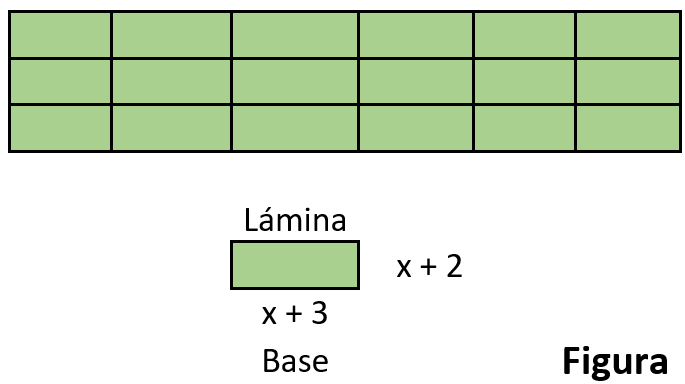 Lámina
x + 2
x + 3
Base
Figura